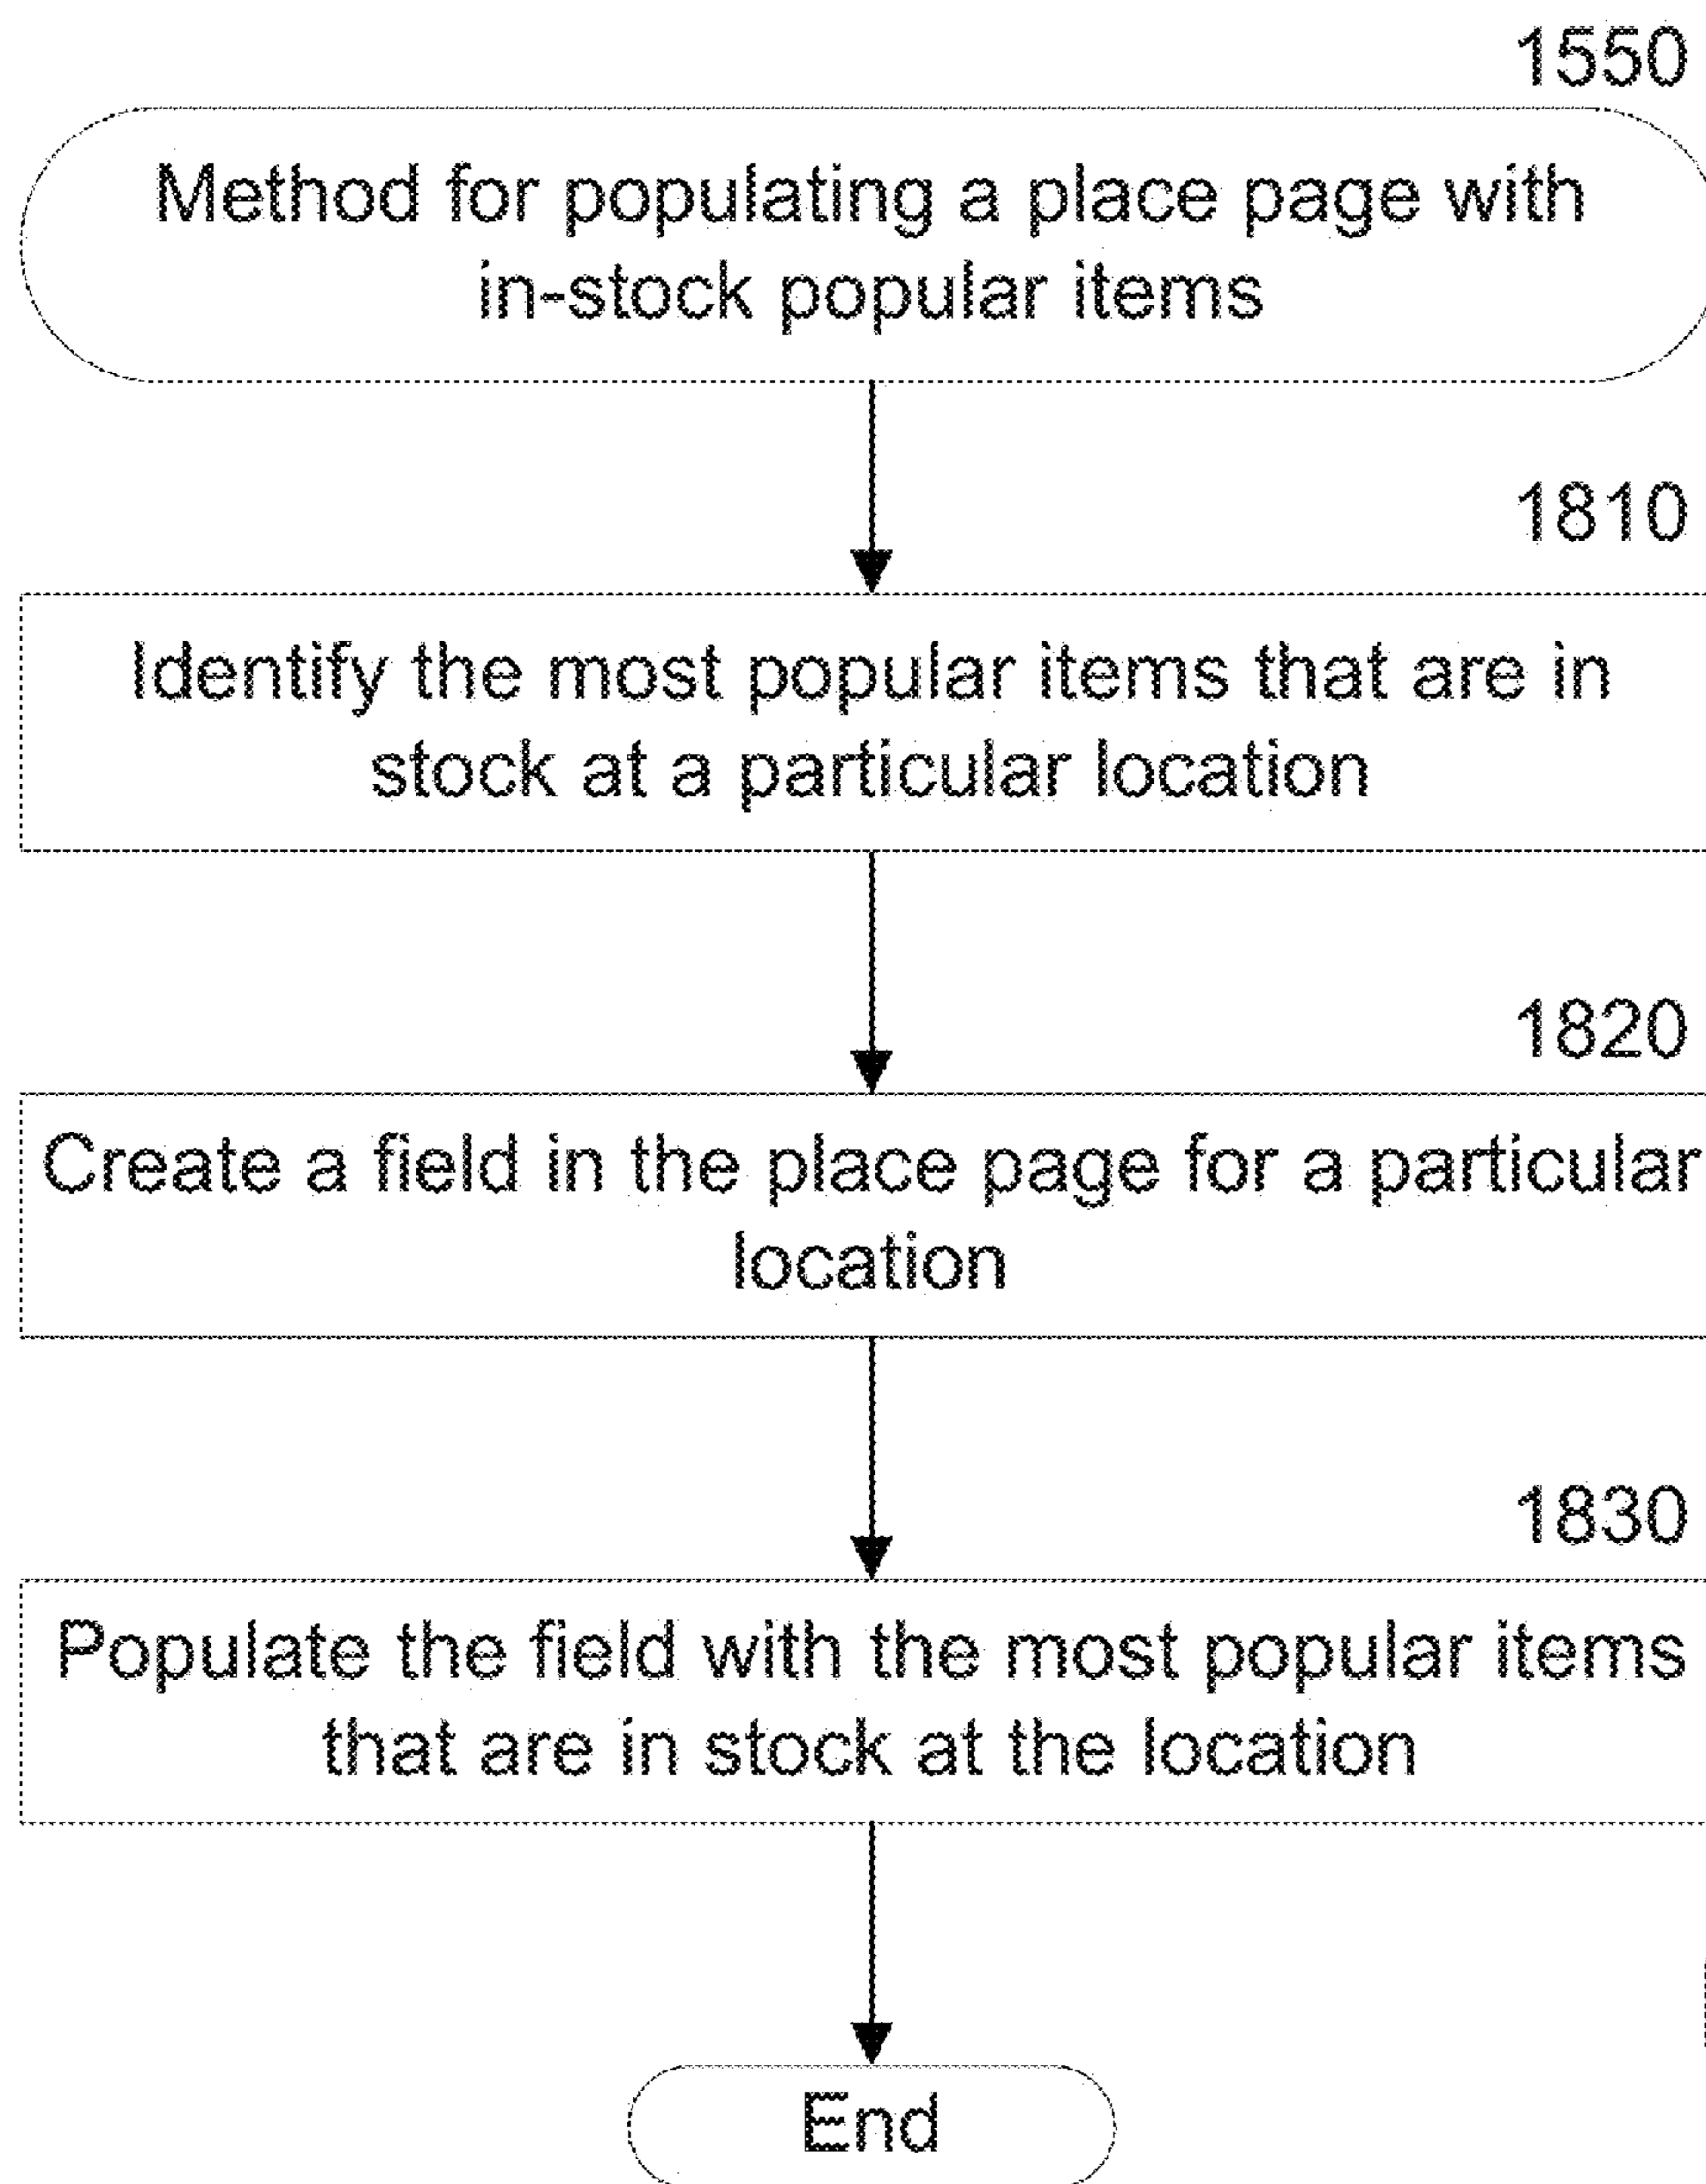 1550
Method for populating a place page with
in-stock popular items
1810
Identify the most popular items that are in
stock at a particular location
1820
Create a field in the place page for a particular
location
1830
Populate the field with the most popular items
that are in stock at the location
End